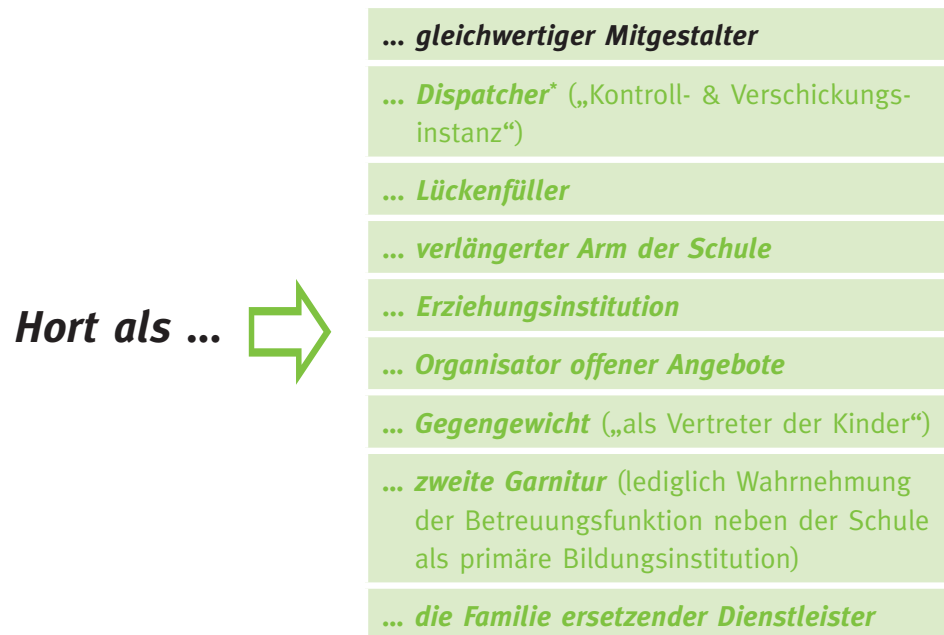 ... gleichwertiger Mitgestalter
... Dispatcher* („Kontroll- & Verschickungs-
instanz“)
... Lückenfüller
... verlängerter Arm der Schule
Hort als ...
... Erziehungsinstitution
... Organisator offener Angebote
... Gegengewicht („als Vertreter der Kinder“)
... zweite Garnitur (lediglich Wahrnehmung
der Betreuungsfunktion neben der Schule
als primäre Bildungsinstitution)
... die Familie ersetzender Dienstleister